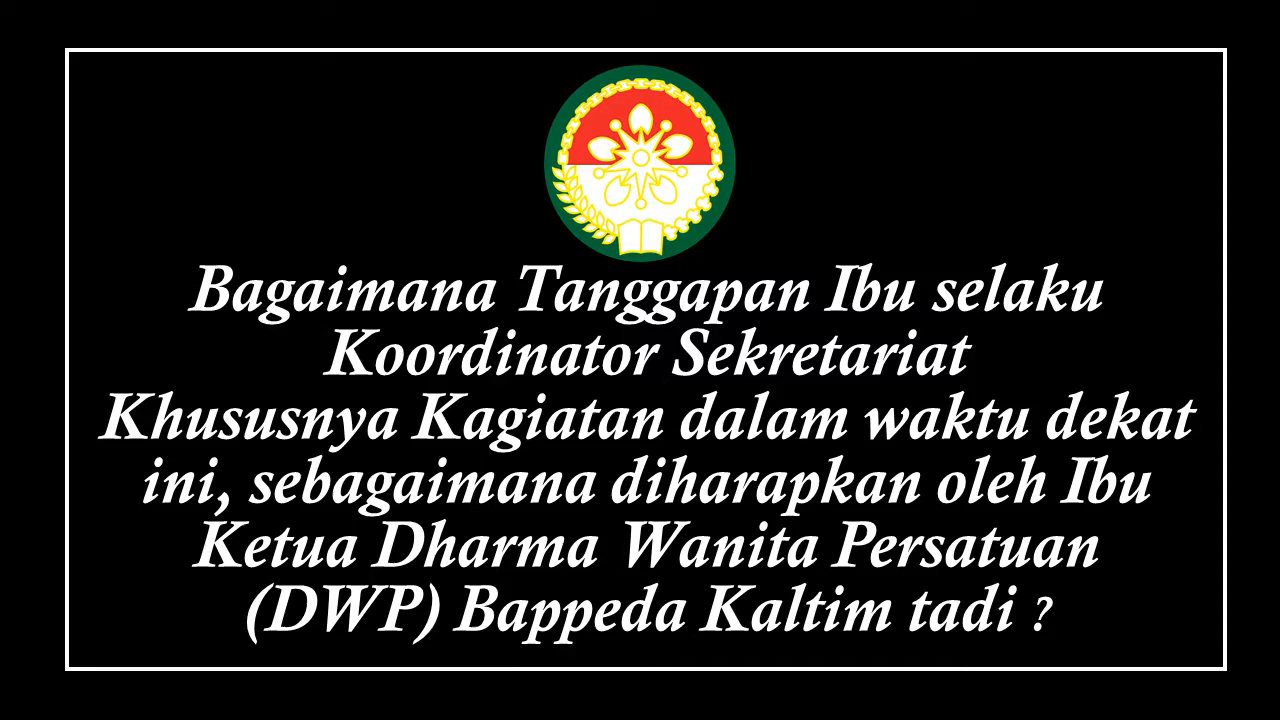 Bagaimana Tanggapan Ibu selaku
Koordinator Sekretariat
Khususnya Kagiatan dalam waktu dekat
ini, sebagaimana diharapkan oleh Ibu
Ketua Dharma Wanita Persatuan
(DWP) Bappeda Kaltim tadi ?